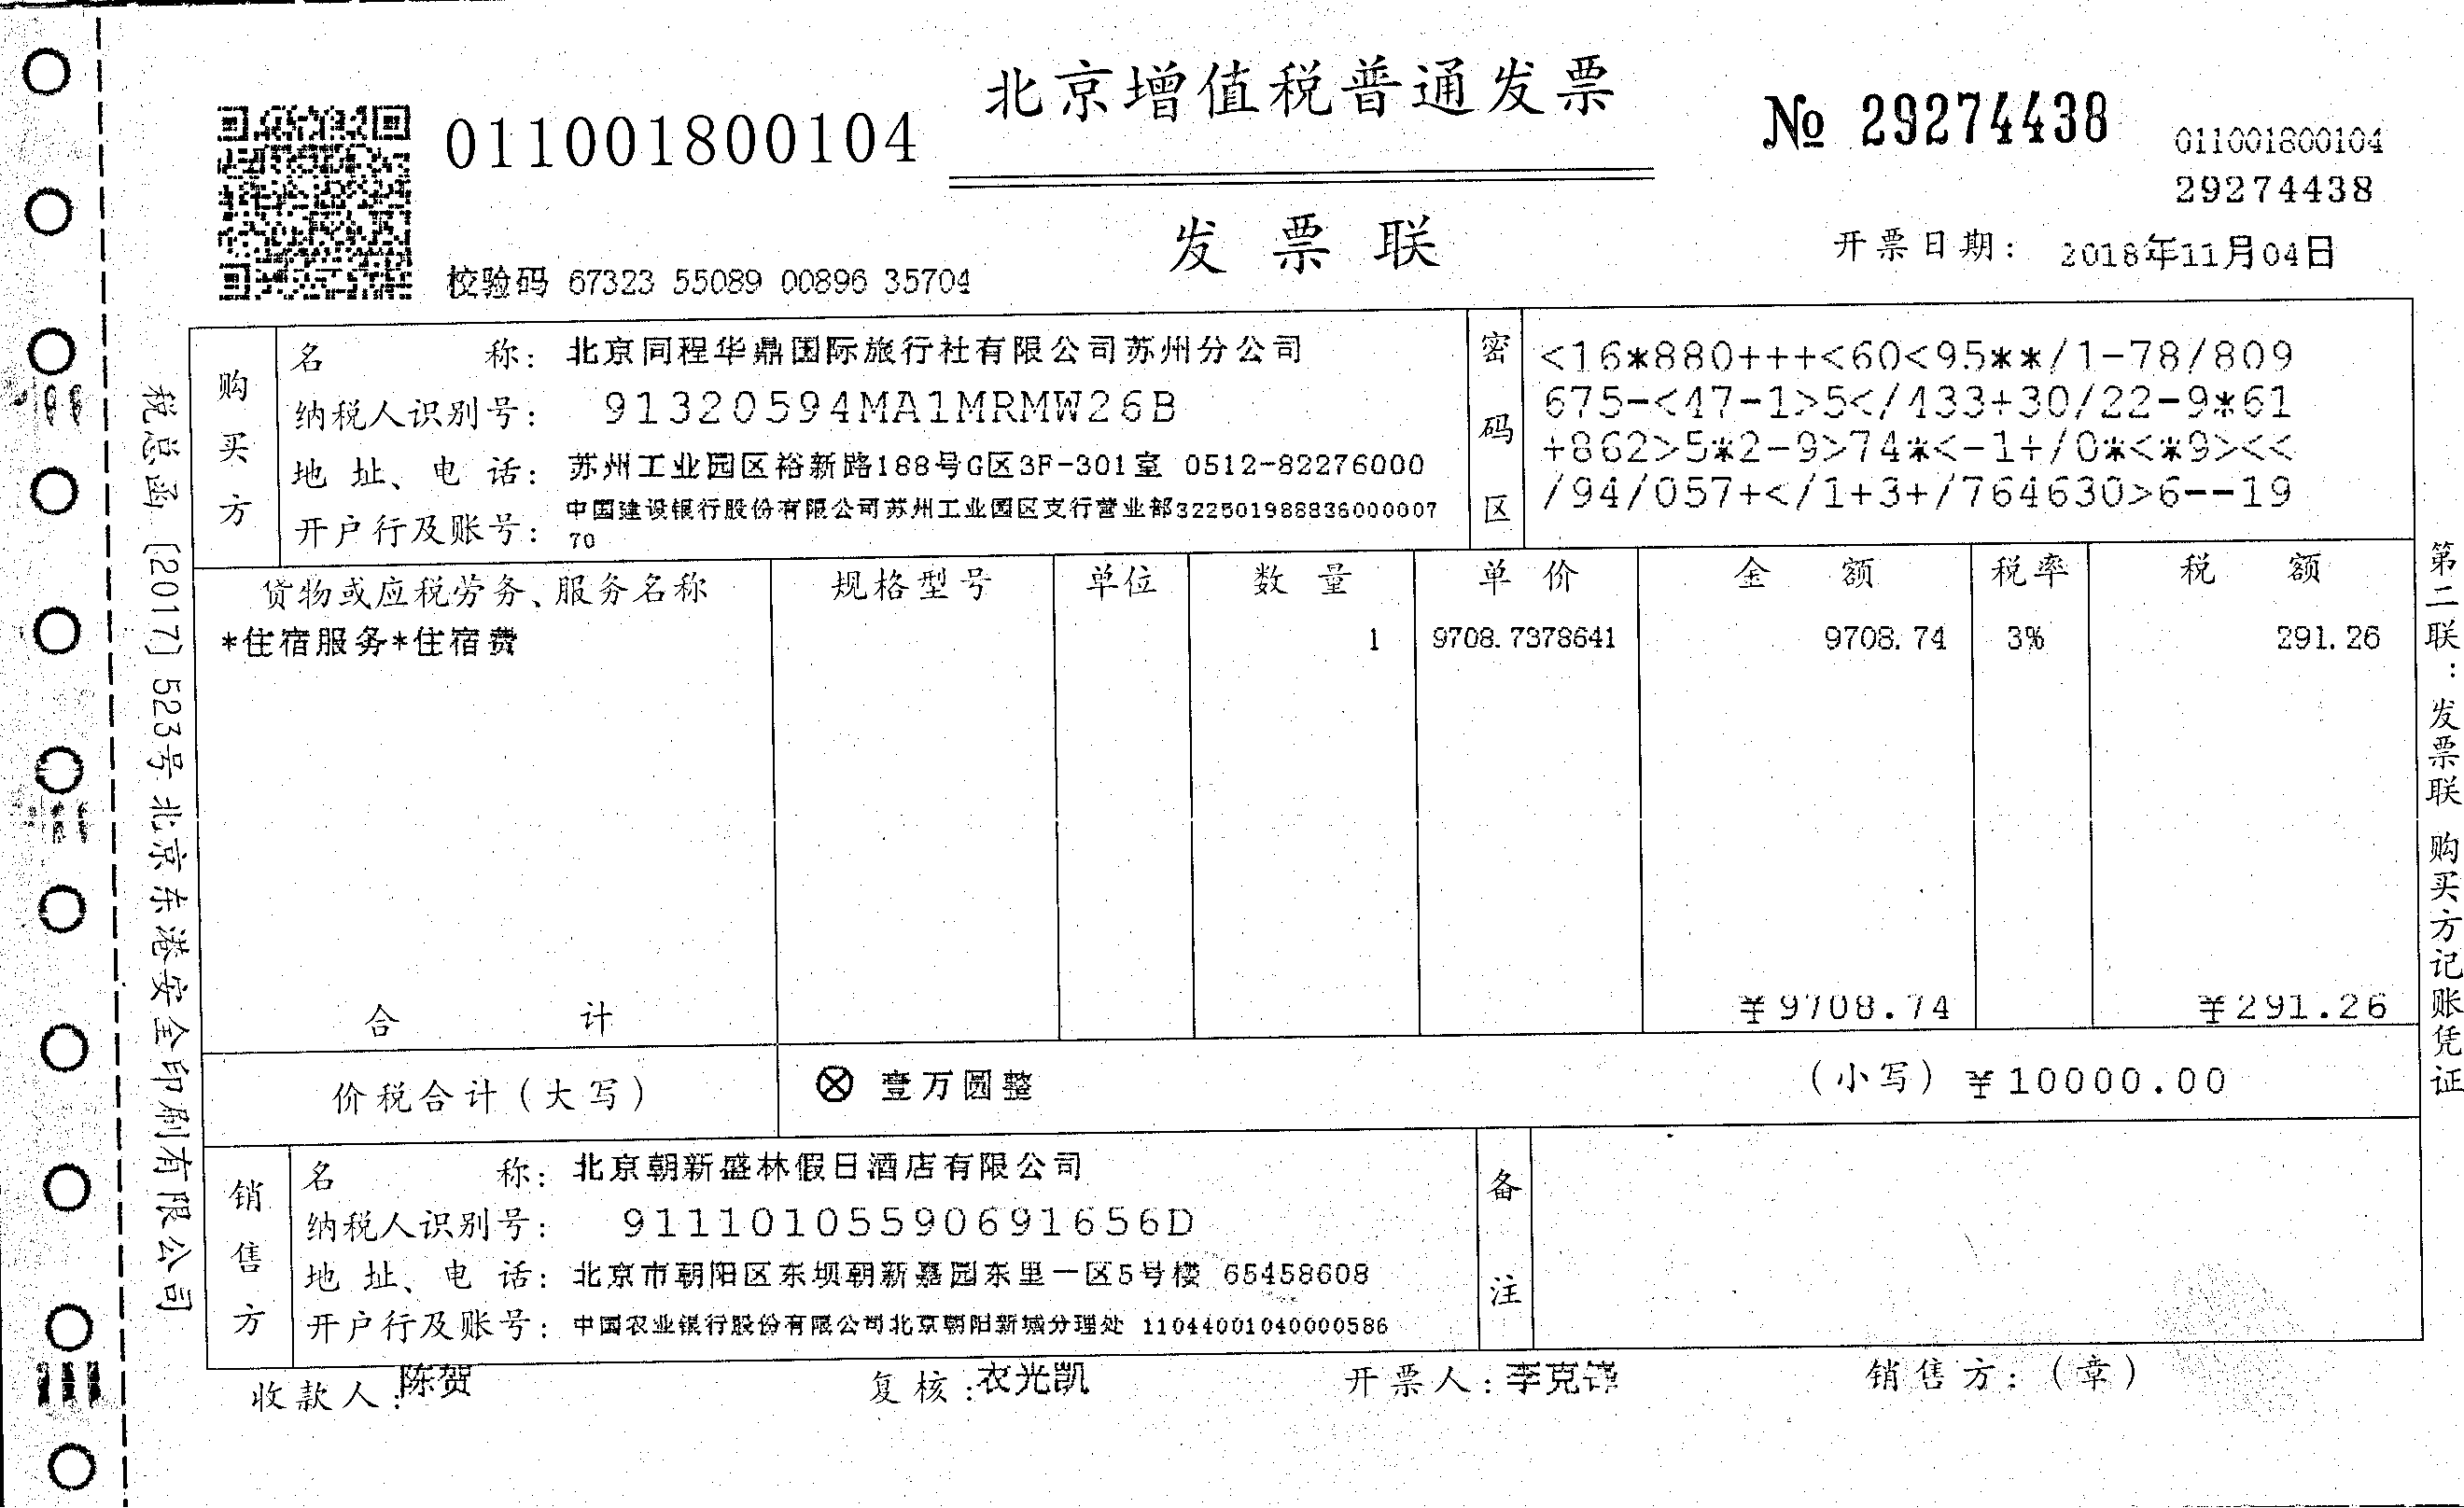 北京增值税普通发票
011001800104
№ 29274438
011001800104
29274438
发票联
校验码 67323 55089 00896 35704
开票日期: 2018年11月04日
购买方
名称: 北京同程华鼎国际旅行社有限公司苏州分公司
纳税人识别号: 91320594MA1MRMW26B
地址、电话: 苏州工业园区裕新路188号G区3F-301室 0512-82276000
开户行及账号: 中国建设银行股份有限公司苏州工业园区支行营业部322501988836000007
70
密码区
<16*880+++<60<95**/1-78/809
675-<47-1>5</433+30/22-9*61
+862>5*2-9>74*<-1+/0*<*9><<
/94/057+</1+3+/764630>6--19
货物或应税劳务、服务名称 规格型号 单位 数量 单价 金额 税率 税额
*住宿服务*住宿费 1 9708.7378641 9708.74 3% 291.26
合计 ¥9708.74 ¥291.26
价税合计(大写) ⊗ 壹万圆整 (小写) ¥10000.00
销售方
名称: 北京朝新盛林假日酒店有限公司
纳税人识别号: 91110105590691656D
地址、电话: 北京市朝阳区东坝朝新嘉园东里一区5号楼 65458608
开户行及账号: 中国农业银行股份有限公司北京朝阳新城分理处 11044001040000586
备注
收款人: 陈贺 复核: 衣光凯 开票人: 李克 销售方: (章)
税总函〔2017〕523号北京东港安全印刷有限公司
第二联:发票联 购买方记账凭证